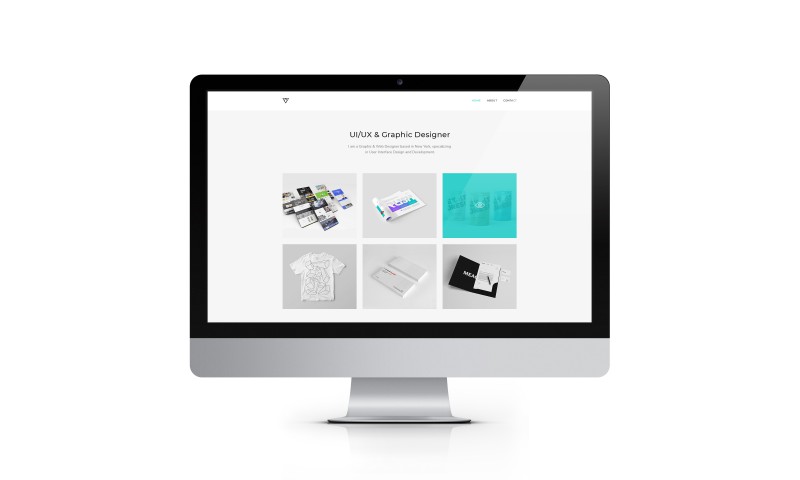 HOME ABOUT CONTACT
UI/UX & Graphic Designer
I am a Graphic & Web Designer based in New York, specializing
in User Interface Design and Development.